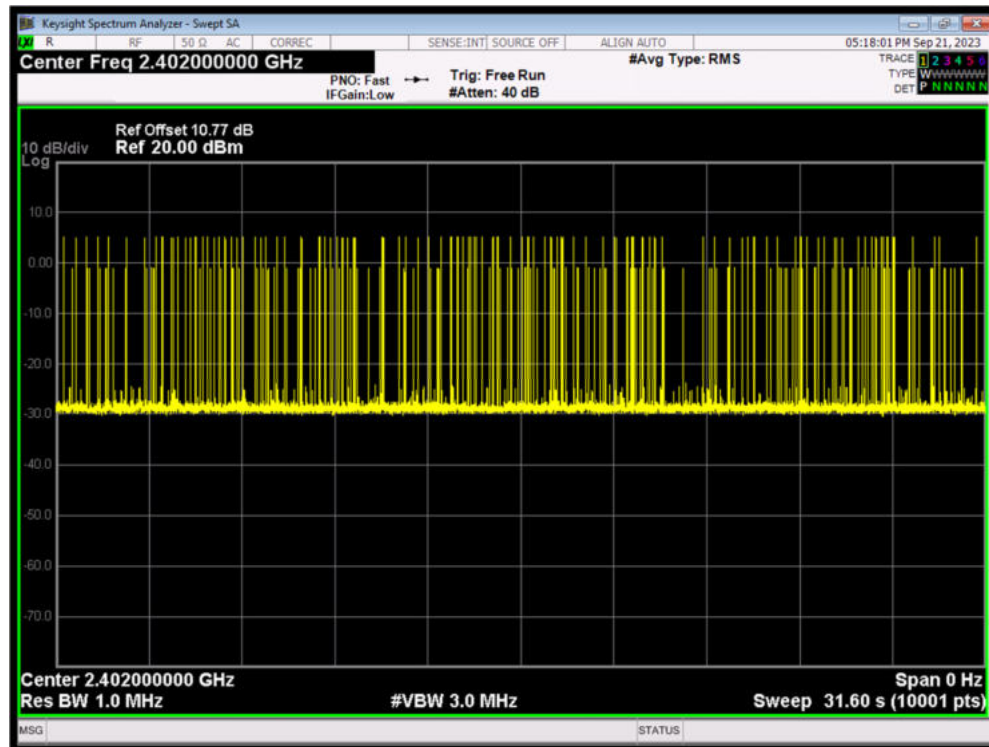 Keysight Spectrum Analyzer - Swept SA
LXI R RF 50 Ω AC CORREC SENSE:INT SOURCE OFF ALIGN AUTO 05:18:01 PM Sep 21, 2023
Center Freq 2.402000000 GHz #Avg Type: RMS TRACE 1 2 3 4 5 6
PNO: Fast Trig: Free Run TYPE W
IFGain:Low #Atten: 40 dB DET P N N N N N
Ref Offset 10.77 dB
10 dB/div Ref 20.00 dBm
Log
10.0
0.00
-10.0
-20.0
-30.0
-40.0
-50.0
-60.0
-70.0
Center 2.402000000 GHz Span 0 Hz
Res BW 1.0 MHz #VBW 3.0 MHz Sweep 31.60 s (10001 pts)
MSG STATUS